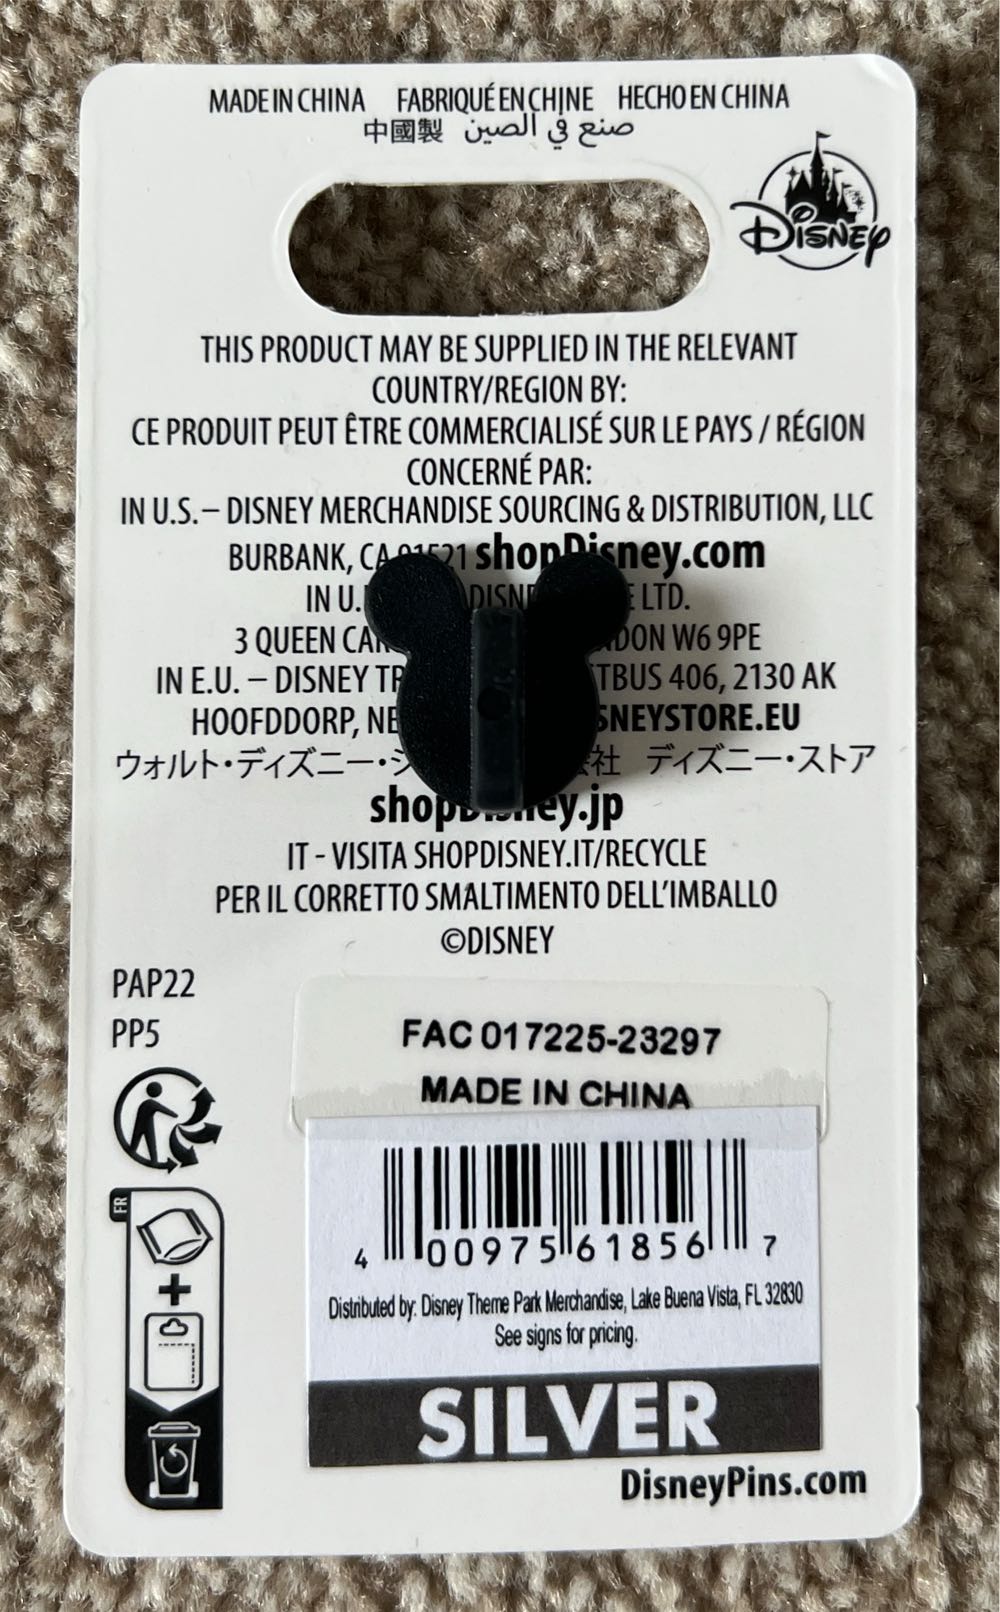 MADE IN CHINA FABRIQUÉ EN CHINE HECHO EN CHINA
中國製 صنع في الصين
Disney
THIS PRODUCT MAY BE SUPPLIED IN THE RELEVANT
COUNTRY/REGION BY:
CE PRODUIT PEUT ÊTRE COMMERCIALISÉ SUR LE PAYS / RÉGION
CONCERNÉ PAR:
IN U.S. – DISNEY MERCHANDISE SOURCING & DISTRIBUTION, LLC
BURBANK, CA 91521 shopDisney.com
IN LTD.
3 QUEEN W6 9PE
IN E.U. – DISNEY 406, 2130 AK
HOOFDDORP,
ウォルト・ディズニー・ ディズニー・ストア
shopDisney.jp
IT - VISITA SHOPDISNEY.IT/RECYCLE
PER IL CORRETTO SMALTIMENTO DELL'IMBALLO
©DISNEY
PAP22
PP5
FAC 017225-23297
MADE IN CHINA
FR
4 00975 61856 7
Distributed by: Disney Theme Park Merchandise, Lake Buena Vista, FL 32830
See signs for pricing.
SILVER
DisneyPins.com